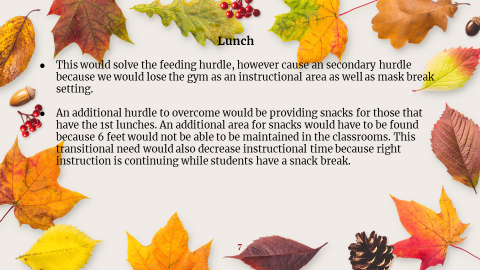 Lunch
● This would solve the feeding hurdle, however cause an secondary hurdle
because we would lose the gym as an instructional area as well as mask break
setting.
● An additional hurdle to overcome would be providing snacks for those that
have the 1st lunches. An additional area for snacks would have to be found
because 6 feet would not be able to be maintained in the classrooms. This
transitional need would also decrease instructional time because right
instruction is continuing while students have a snack break.
7